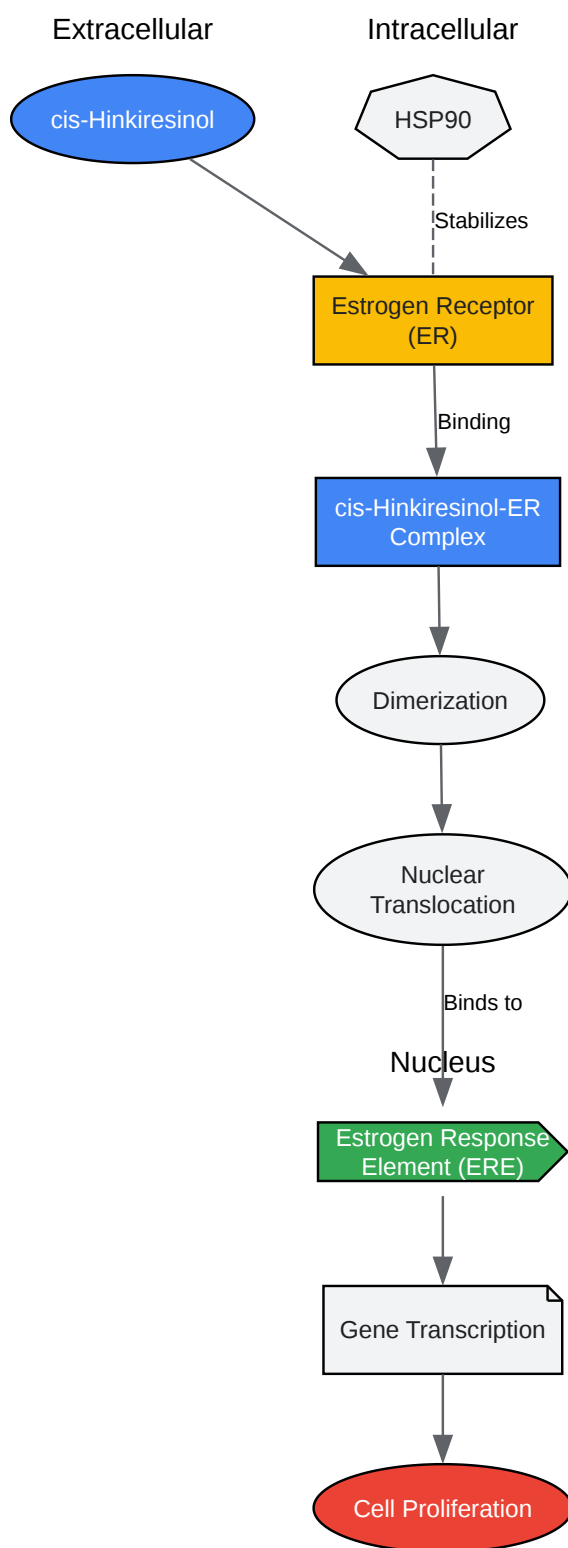 Extracellular
Intracellular
cis-Hinkiresinol
HSP90
Stabilizes
Estrogen Receptor
(ER)
Binding
cis-Hinkiresinol-ER
Complex
Dimerization
Nuclear
Translocation
Binds to
Nucleus
Estrogen Response
Element (ERE)
Gene Transcription
Cell Proliferation